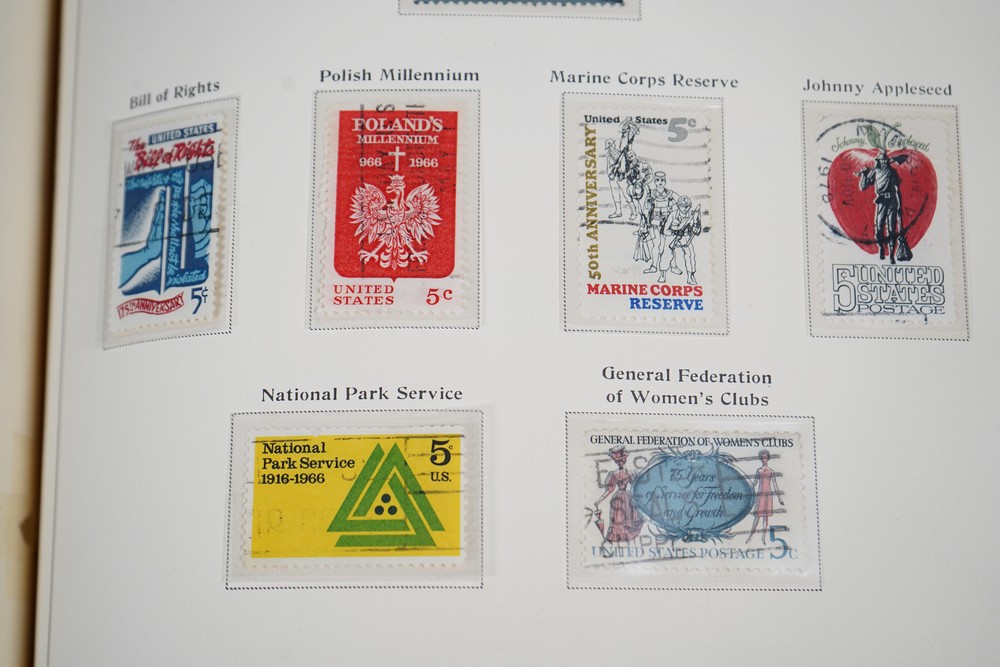 Bill of Rights
UNITED STATES
The
Bill of Rights
175TH ANNIVERSARY
5¢
Polish Millennium
POLAND'S
MILLENNIUM
966 1966
UNITED
STATES 5c
Marine Corps Reserve
United States 5c
50th ANNIVERSARY
MARINE CORPS
RESERVE
Johnny Appleseed
Johnny Appleseed
1973
5 UNITED
STATES
POSTAGE
National Park Service
National
Park Service
1916-1966
5c
U.S.
General Federation
of Women's Clubs
GENERAL FEDERATION OF WOMEN'S CLUBS
75 Years
of Service for Freedom
and Growth
UNITED STATES POSTAGE 5C